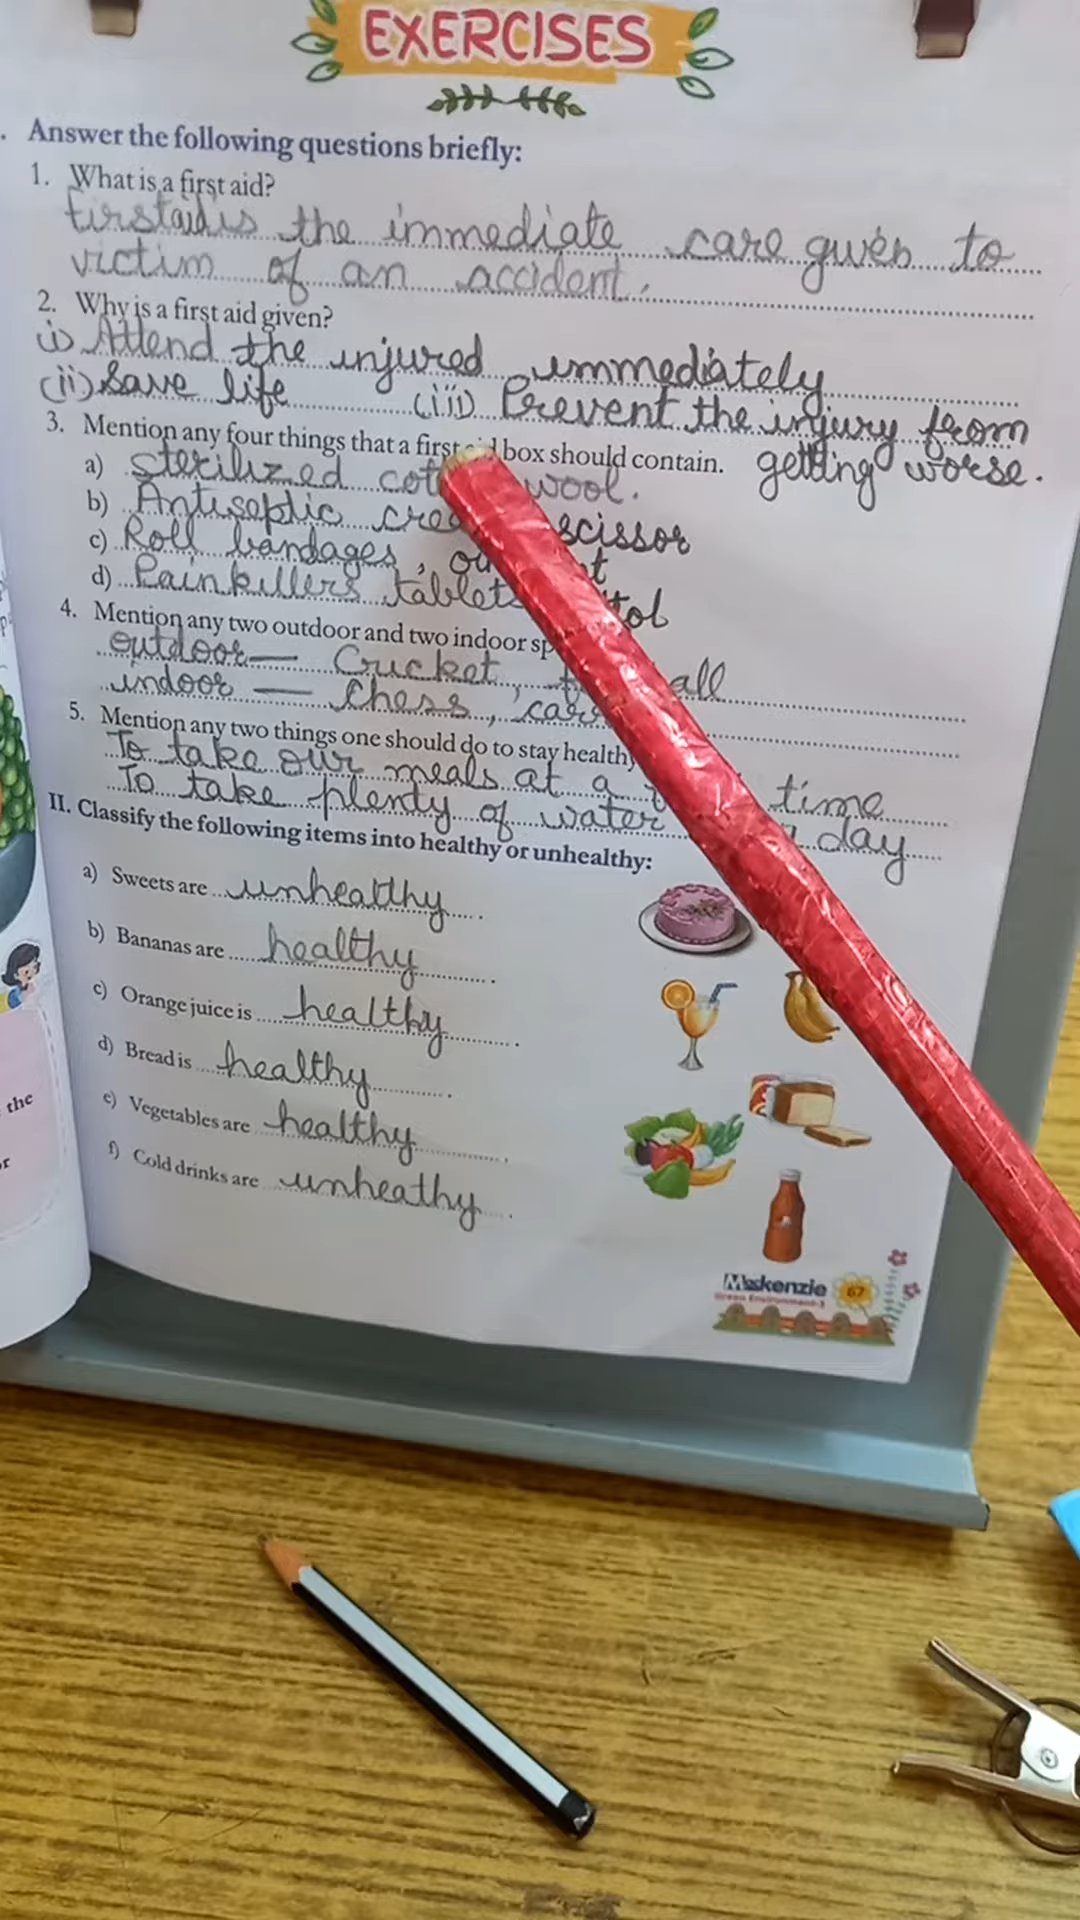 EXERCISES
. Answer the following questions briefly:
1. What is a first aid?
First aid is the immediate care given to
victim of an accident.
2. Why is a first aid given?
i) Attend the injured immediately
(ii) Save life (iii) Prevent the injury from
getting worse.
3. Mention any four things that a first box should contain.
a) sterilized wool.
b) Antiseptic scissor
c) Roll bandages,
d) Painkillers tablets
4. Mention any two outdoor and two indoor
outdoor — Cricket,
indoor — chess,
5. Mention any two things one should do to stay healthy
To take our meals at a time
To take plenty of water day
II. Classify the following items into healthy or unhealthy:
a) Sweets are unhealthy.
b) Bananas are healthy.
c) Orange juice is healthy.
d) Bread is healthy.
e) Vegetables are healthy.
f) Cold drinks are unheathy.
the
Maskenzie 67
Green Environment-3